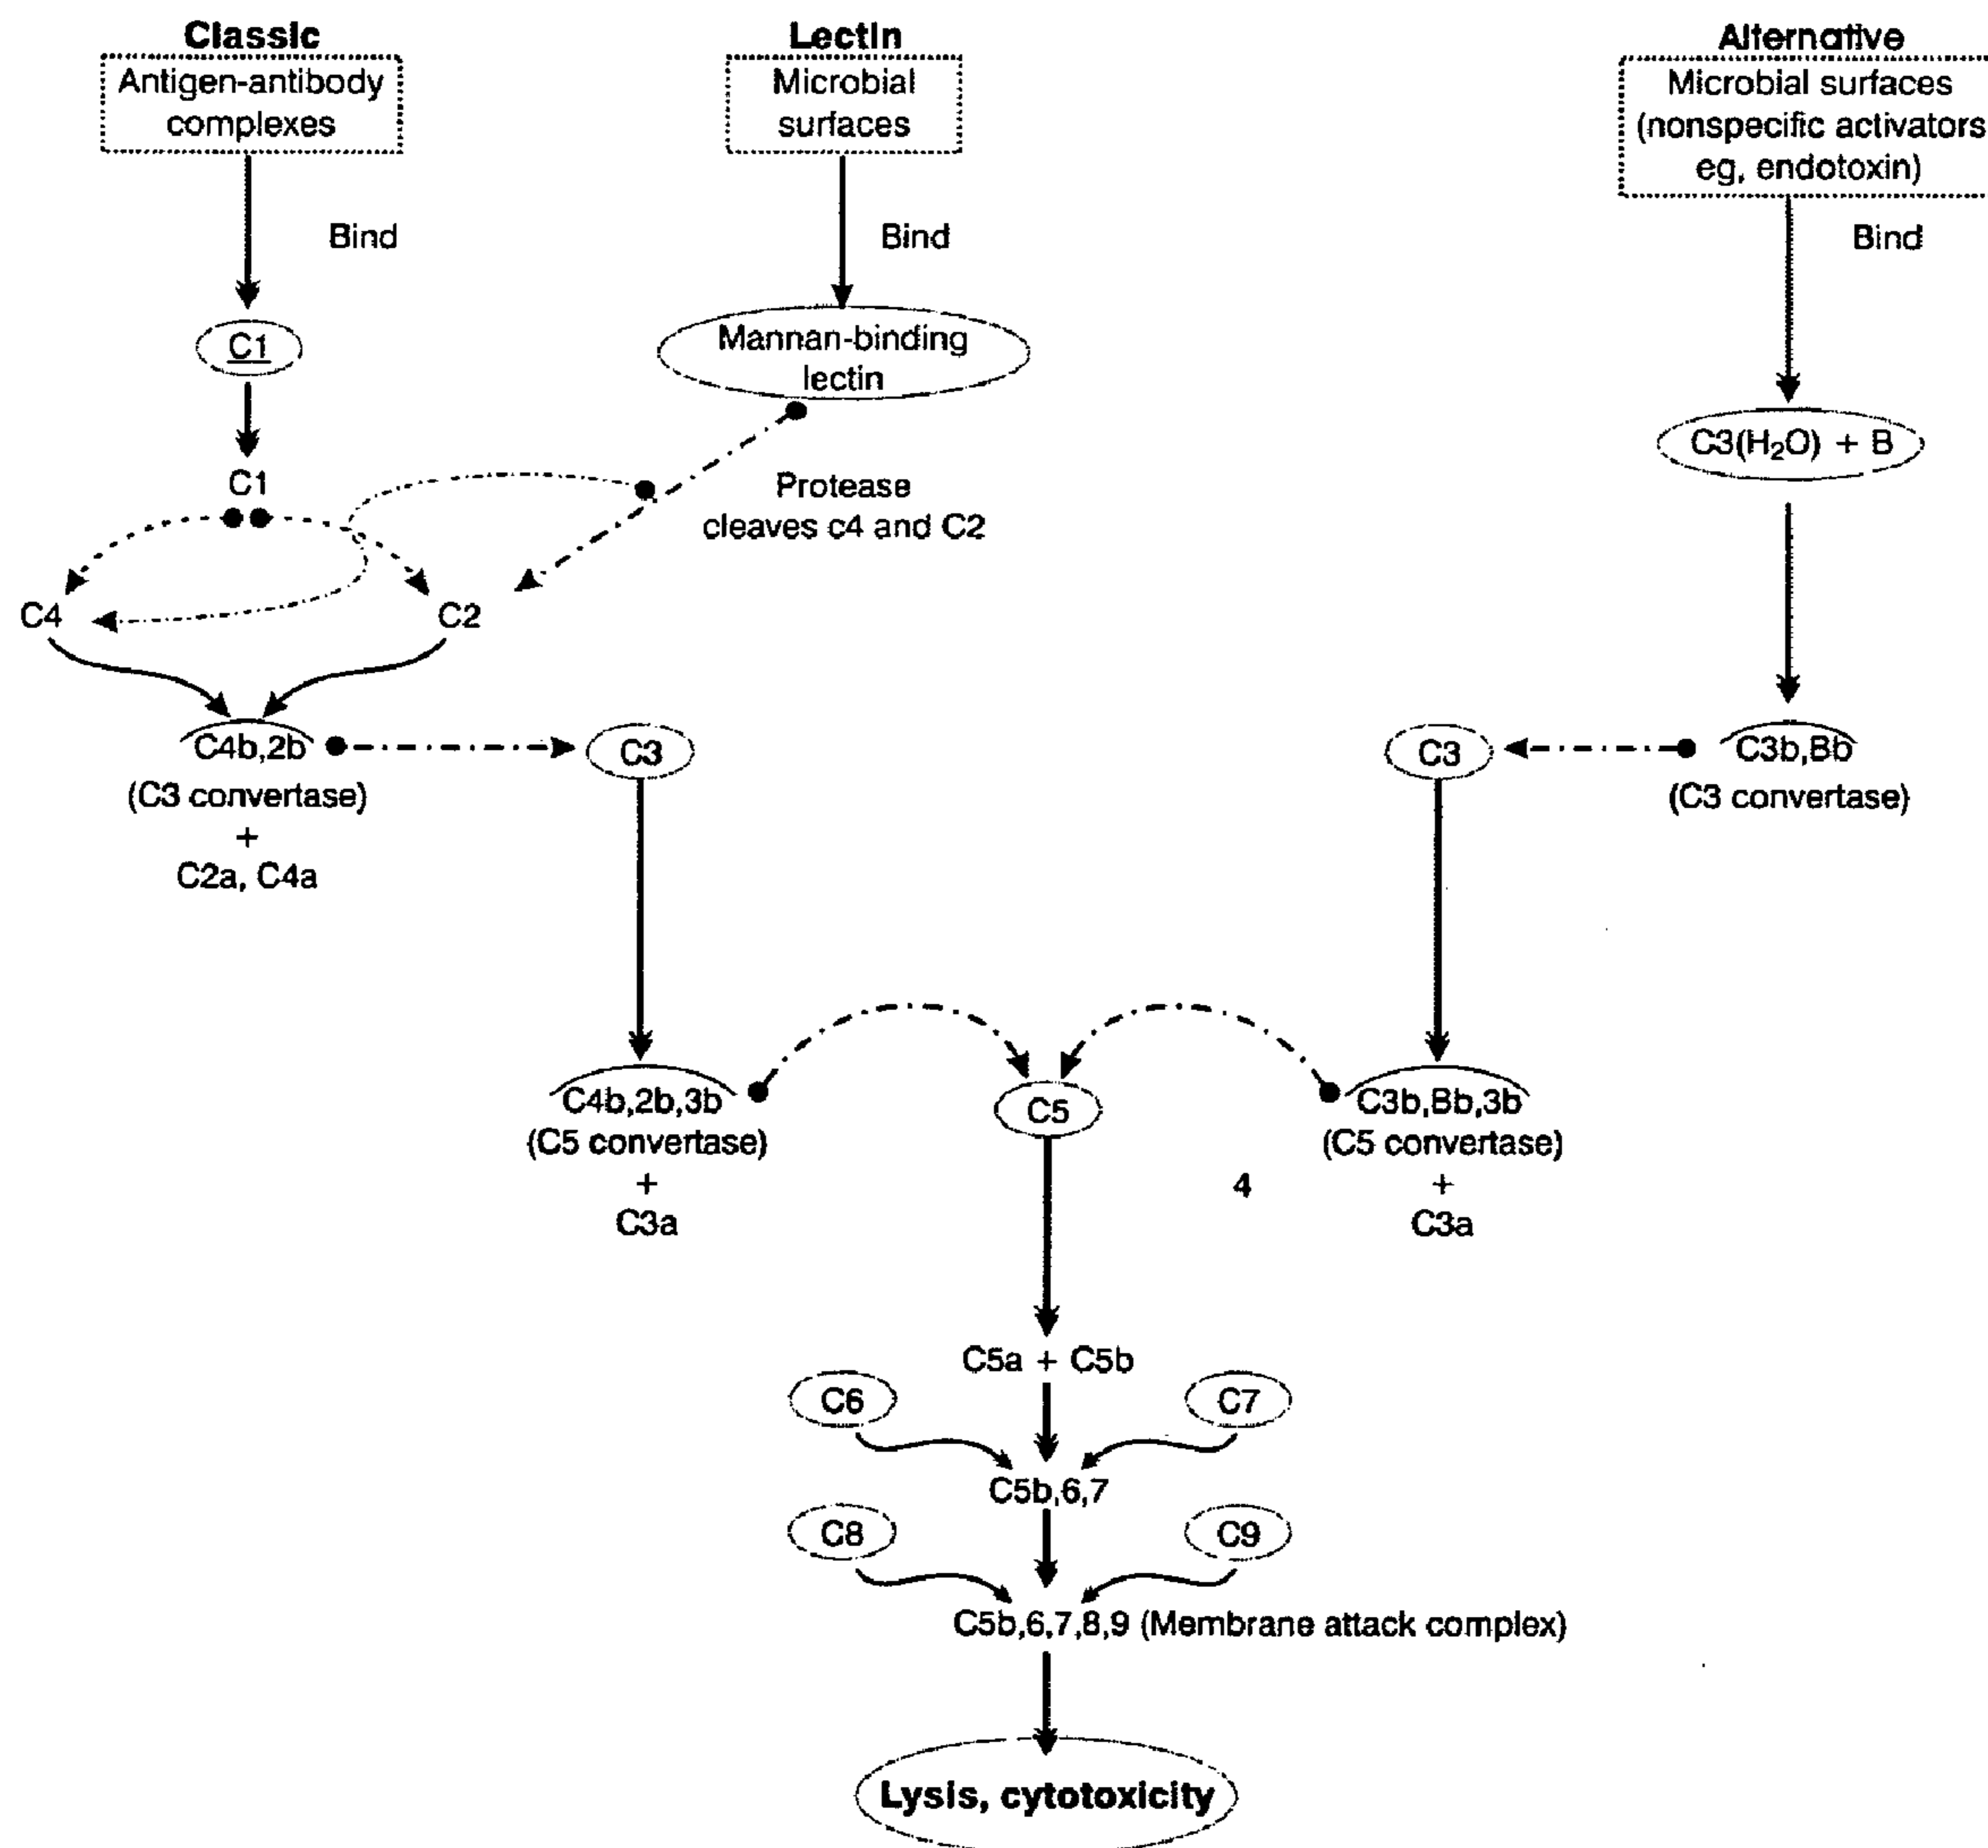 Classic
Antigen-antibody
complexes
Bind
C1
C1
C4
C2
C4b,2b
(C3 convertase)
+
C2a, C4a
Lectin
Microbial
surfaces
Bind
Mannan-binding
lectin
Protease
cleaves c4 and C2
Alternative
Microbial surfaces
(nonspecific activators
eg, endotoxin)
Bind
C3(H₂O) + B
C3b,Bb
(C3 convertase)
C3
C3
C4b,2b,3b
(C5 convertase)
+
C3a
C5
4
C3b,Bb,3b
(C5 convertase)
+
C3a
C5a + C5b
C6
C7
C5b,6,7
C8
C9
C5b,6,7,8,9 (Membrane attack complex)
Lysis, cytotoxicity